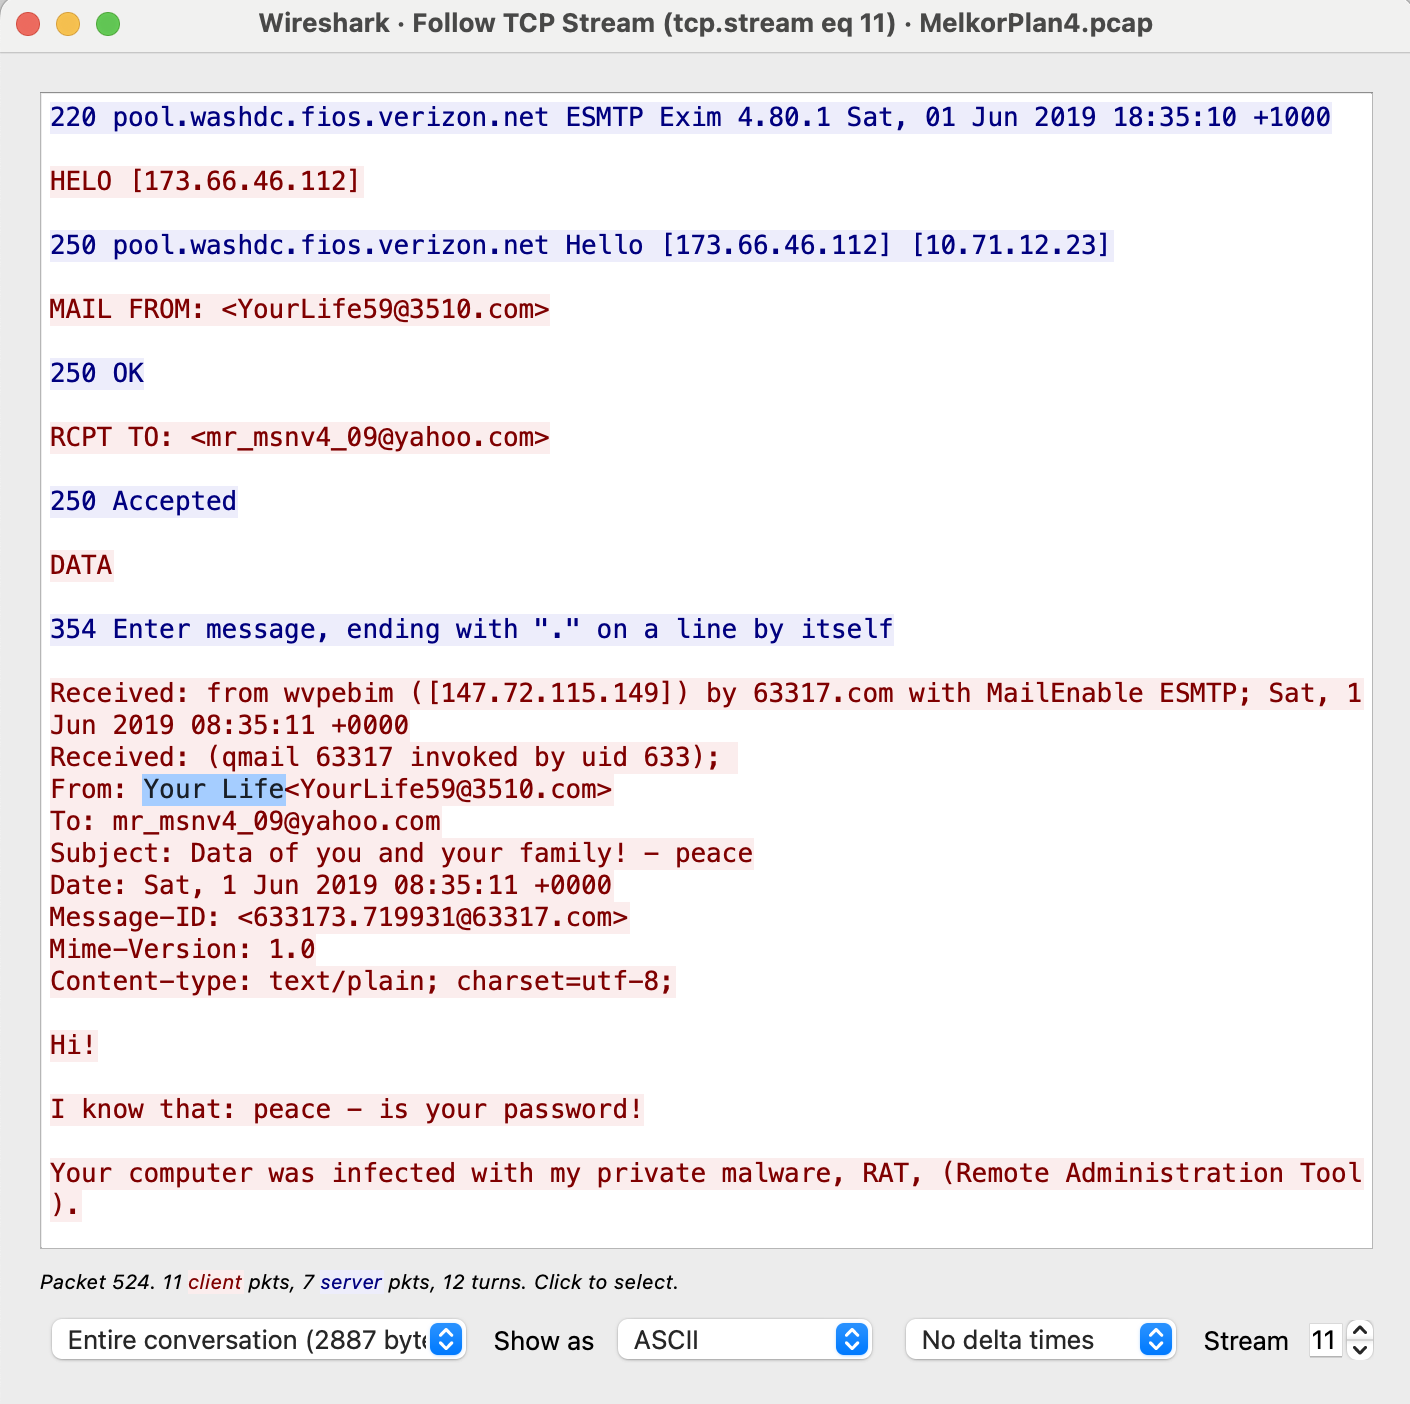 Wireshark · Follow TCP Stream (tcp.stream eq 11) · MelkorPlan4.pcap
220 pool.washdc.fios.verizon.net ESMTP Exim 4.80.1 Sat, 01 Jun 2019 18:35:10 +1000
HELO [173.66.46.112]
250 pool.washdc.fios.verizon.net Hello [173.66.46.112] [10.71.12.23]
MAIL FROM: <YourLife59@3510.com>
250 OK
RCPT TO: <mr_msnv4_09@yahoo.com>
250 Accepted
DATA
354 Enter message, ending with "." on a line by itself
Received: from wvpebim ([147.72.115.149]) by 63317.com with MailEnable ESMTP; Sat, 1
Jun 2019 08:35:11 +0000
Received: (qmail 63317 invoked by uid 633);
From: Your Life<YourLife59@3510.com>
To: mr_msnv4_09@yahoo.com
Subject: Data of you and your family! - peace
Date: Sat, 1 Jun 2019 08:35:11 +0000
Message-ID: <633173.719931@63317.com>
Mime-Version: 1.0
Content-type: text/plain; charset=utf-8;
Hi!
I know that: peace - is your password!
Your computer was infected with my private malware, RAT, (Remote Administration Tool
).
Packet 524. 11 client pkts, 7 server pkts, 12 turns. Click to select.
Entire conversation (2887 byte Show as ASCII No delta times Stream 11